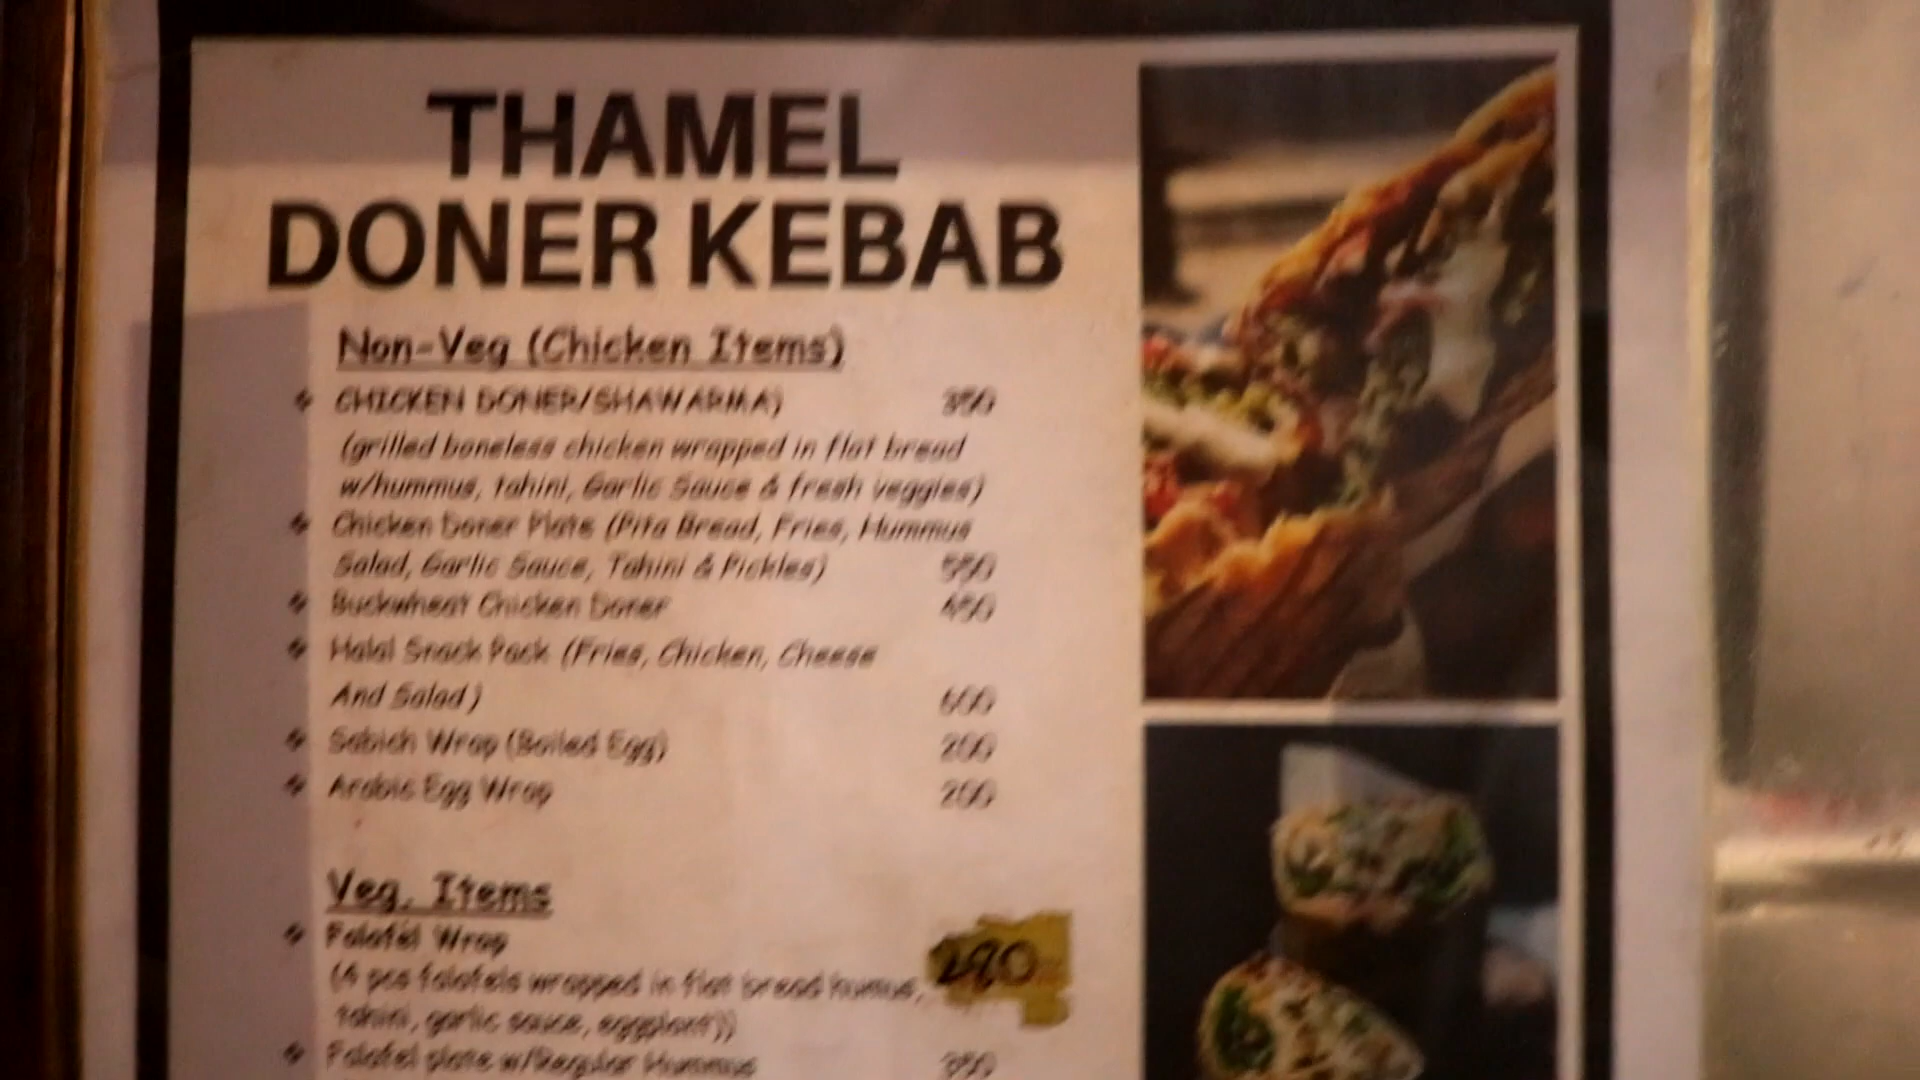 THAMEL
DONER KEBAB
Non-Veg (Chicken Items)
CHICKEN DONER/SHAWARMA) 350
(grilled boneless chicken wrapped in flat bread
w/hummus, tahini, Garlic Sauce & fresh veggies)
Chicken Doner Plate (Pita Bread, Fries, Hummus
Salad, Garlic Sauce, Tahini & Pickles) 550
Buckwheat Chicken Doner 450
Halal Snack Pack (Fries, Chicken, Cheese
And Salad) 600
Sabich Wrap (Boiled Egg)
Arabic Egg Wrap
Veg. Items
Falafel Wrap
pcs falafels wrapped in flat bread humus,
tahini, garlic sauce, eggplant))
Falafel plate w/Regular Hummus 350